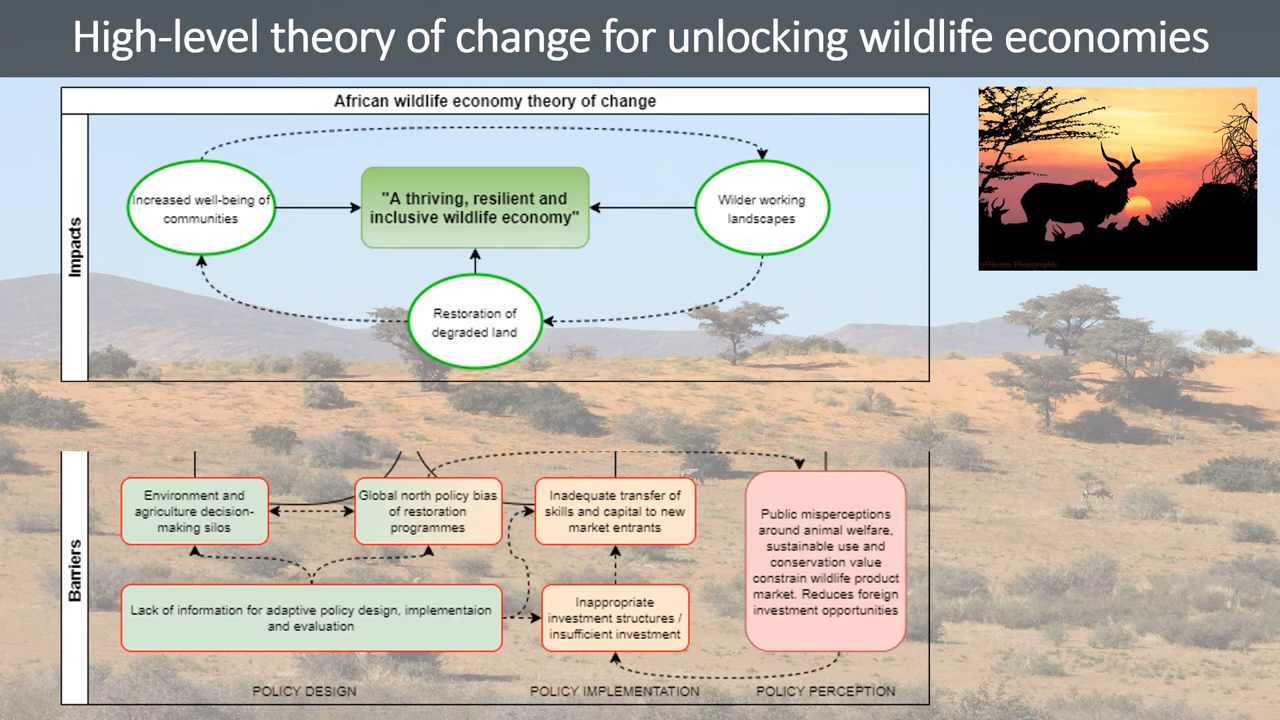 High-level theory of change for unlocking wildlife economies
African wildlife economy theory of change
Impacts
Increased well-being of
communities
"A thriving, resilient and
inclusive wildlife economy"
Wilder working
landscapes
Restoration of
degraded land
©Warren Photographic
Barriers
Environment and
agriculture decision-
making silos
Global north policy bias
of restoration
programmes
Inadequate transfer of
skills and capital to new
market entrants
Public misperceptions
around animal welfare,
sustainable use and
conservation value
constrain wildlife product
market. Reduces foreign
investment opportunities
Lack of information for adaptive policy design, implementaion
and evaluation
Inappropriate
investment structures /
insufficient investment
POLICY DESIGN
POLICY IMPLEMENTATION
POLICY PERCEPTION